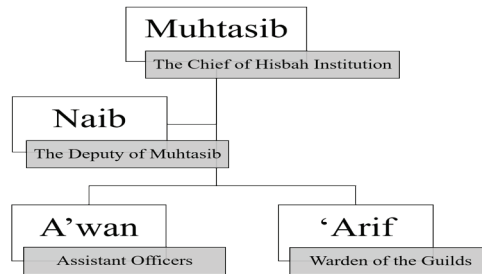 Muhtasib
The Chief of Hisbah Institution
Naib
The Deputy of Muhtasib
A’wan
Assistant Officers
‘Arif
Warden of the Guilds